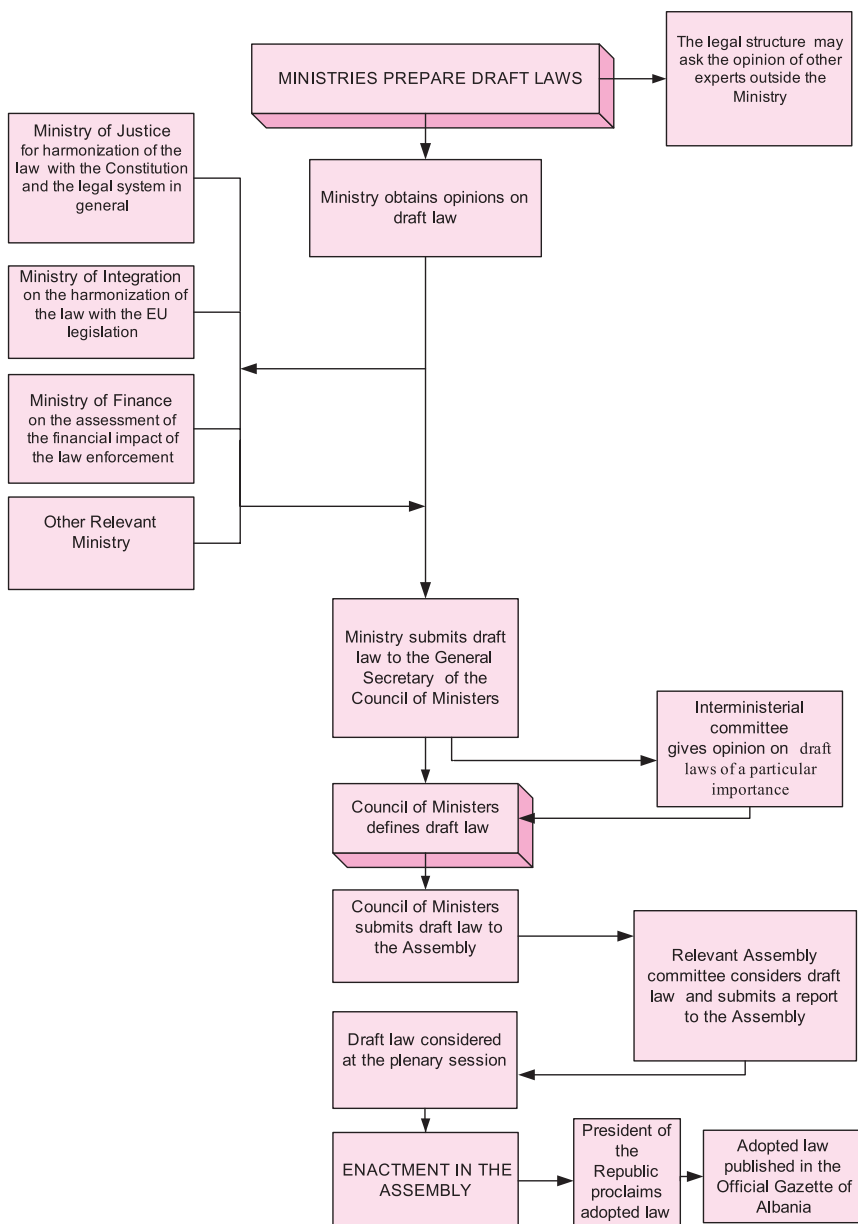 MINISTRIES PREPARE DRAFT LAWS
The legal structure may
ask the opinion of other
experts outside the
Ministry
Ministry of Justice
for harmonization of the
law with the Constitution
and the legal system in
general
Ministry obtains opinions on
draft law
Ministry of Integration
on the harmonization of
the law with the EU
legislation
Ministry of Finance
on the assessment of
the financial impact of
the law enforcement
Other Relevant
Ministry
Ministry submits draft
law to the General
Secretary of the
Council of Ministers
Interministerial
committee
gives opinion on draft
laws of a particular
importance
Council of Ministers
defines draft law
Council of Ministers
submits draft law to
the Assembly
Relevant Assembly
committee considers draft
law and submits a report
to the Assembly
Draft law considered
at the plenary session
ENACTMENT IN THE
ASSEMBLY
President of
the
Republic
proclaims
adopted law
Adopted law
published in the
Official Gazette of
Albania